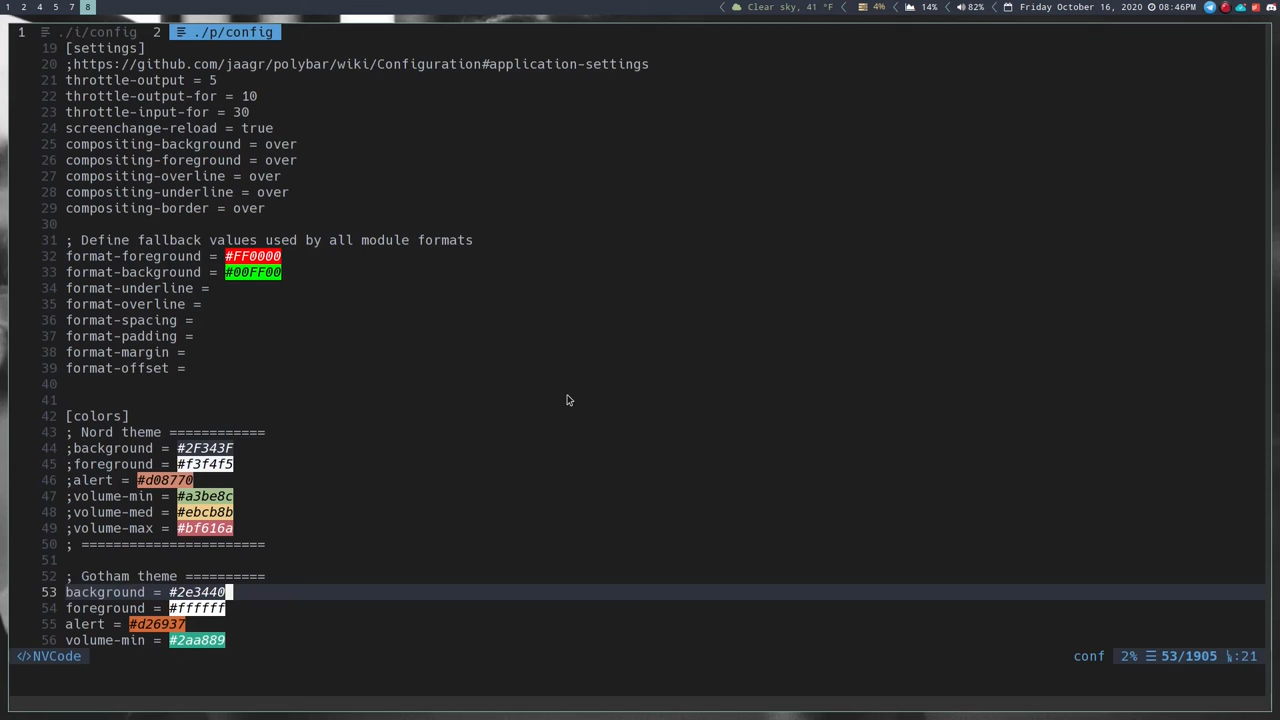 1 2 4 5 7 8 Clear sky, 41 °F 4% 14% 82% Friday October 16, 2020 08:46PM
1 ./i/config 2 ./p/config
19 [settings]
20 ;https://github.com/jaagr/polybar/wiki/Configuration#application-settings
21 throttle-output = 5
22 throttle-output-for = 10
23 throttle-input-for = 30
24 screenchange-reload = true
25 compositing-background = over
26 compositing-foreground = over
27 compositing-overline = over
28 compositing-underline = over
29 compositing-border = over
30
31 ; Define fallback values used by all module formats
32 format-foreground = #FF0000
33 format-background = #00FF00
34 format-underline =
35 format-overline =
36 format-spacing =
37 format-padding =
38 format-margin =
39 format-offset =
40
41
42 [colors]
43 ; Nord theme ============
44 ;background = #2F343F
45 ;foreground = #f3f4f5
46 ;alert = #d08770
47 ;volume-min = #a3be8c
48 ;volume-med = #ebcb8b
49 ;volume-max = #bf616a
50 ; =======================
51
52 ; Gotham theme ==========
53 background = #2e3440
54 foreground = #ffffff
55 alert = #d26937
56 volume-min = #2aa889
</>NVCode conf 2% ☰ 53/1905 :21